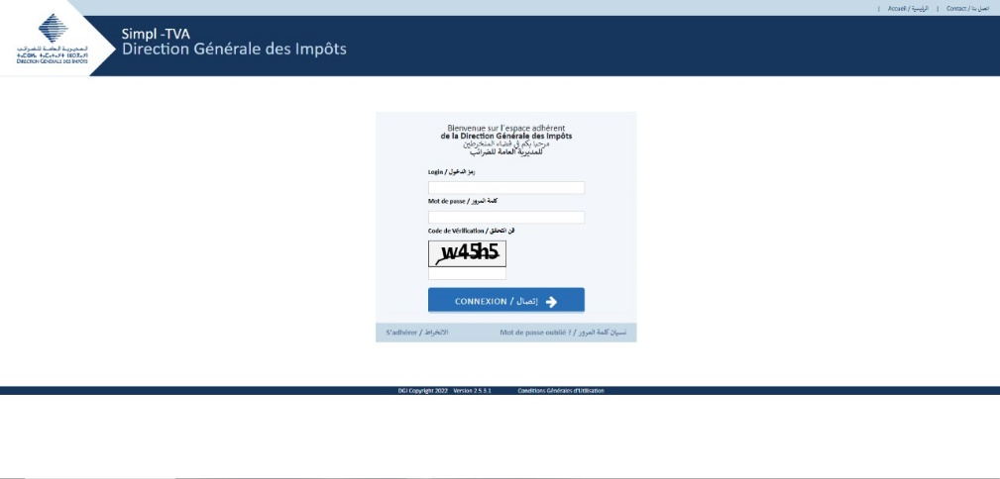 Accueil / الرئيسية | Contact / اتصل بنا
المديرية العامة للضرائب
DIRECTION GÉNÉRALE DES IMPÔTS
Simpl -TVA
Direction Générale des Impôts
Bienvenue sur l'espace adhérent
de la Direction Générale des Impôts
مرحبا بكم في فضاء المنخرطين
للمديرية العامة للضرائب
Login / رمز الدخول
Mot de passe / كلمة المرور
Code de Vérification / قن التحقق
w45h5
CONNEXION / إتصال
S'adhérer / الانخراط
Mot de passe oublié ? / نسيان كلمة المرور
DGI Copyright 2022 Version 2.5.3.1 Conditions Générales d'Utilisation